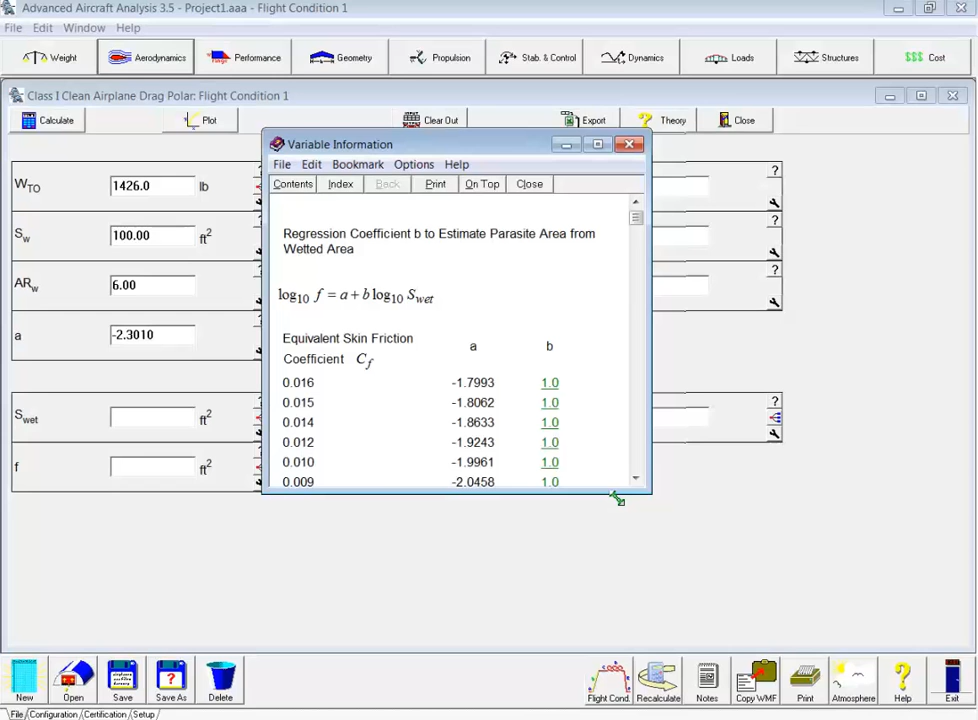 Advanced Aircraft Analysis 3.5 - Project1.aaa - Flight Condition 1
File Edit Window Help
Weight Aerodynamics Performance Geometry Propulsion Stab. & Control Dynamics Loads Structures $$$ Cost
Class I Clean Airplane Drag Polar: Flight Condition 1
Calculate Plot Clear Out Export Theory Close
Variable Information
File Edit Bookmark Options Help
Contents Index Back Print On Top Close
Regression Coefficient b to Estimate Parasite Area from
Wetted Area
log10 f = a + b log10 Swet
Equivalent Skin Friction
Coefficient Cf a b
0.016 -1.7993 1.0
0.015 -1.8062 1.0
0.014 -1.8633 1.0
0.012 -1.9243 1.0
0.010 -1.9961 1.0
0.009 -2.0458 1.0
WTO 1426.0 lb ?
Sw 100.00 ft2 ?
ARw 6.00 ?
a -2.3010
Swet ft2 ?
f ft2
New Open Save Save As Delete Flight Cond. Recalculate Notes Copy WMF Print Atmosphere Help Exit
File Configuration Certification Setup